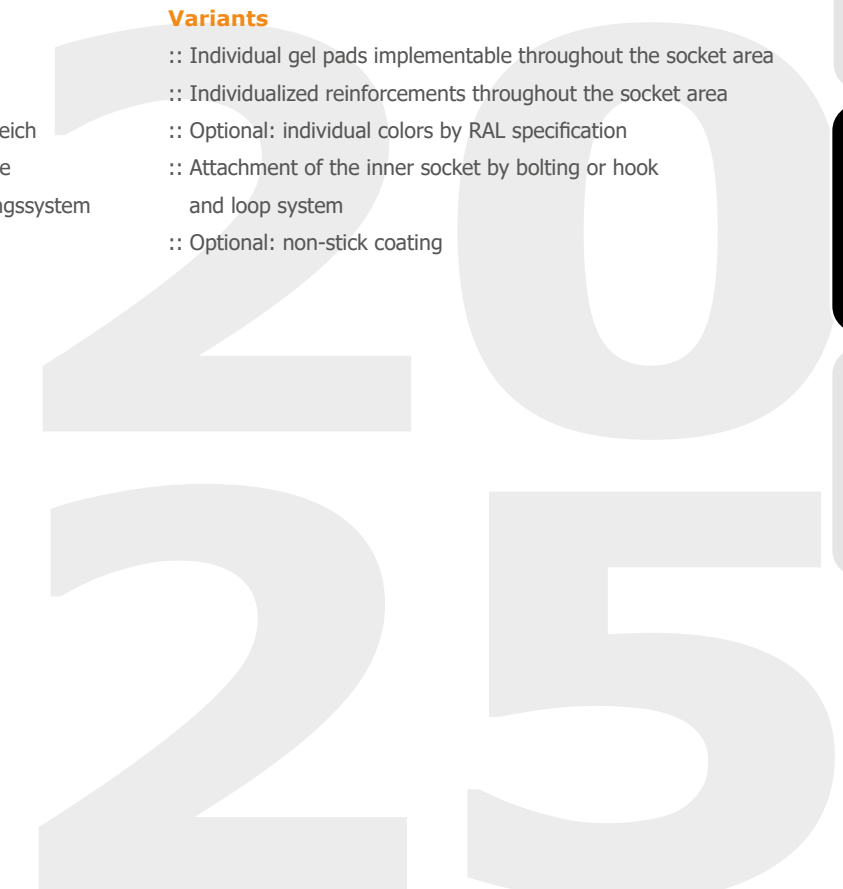 Variants
:: Individual gel pads implementable throughout the socket area
:: Individualized reinforcements throughout the socket area
eich
:: Optional: individual colors by RAL specification
e
:: Attachment of the inner socket by bolting or hook
ngssystem
and loop system
:: Optional: non-stick coating
20
25